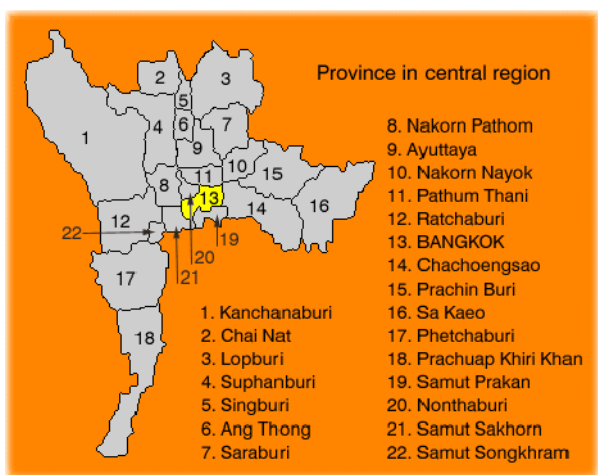 Province in central region
1
2
3
4
5
6
7
8
9
10
11
12
13
14
15
16
17
18
19
20
21
22
1. Kanchanaburi
2. Chai Nat
3. Lopburi
4. Suphanburi
5. Singburi
6. Ang Thong
7. Saraburi
8. Nakorn Pathom
9. Ayuttaya
10. Nakorn Nayok
11. Pathum Thani
12. Ratchaburi
13. BANGKOK
14. Chachoengsao
15. Prachin Buri
16. Sa Kaeo
17. Phetchaburi
18. Prachuap Khiri Khan
19. Samut Prakan
20. Nonthaburi
21. Samut Sakhorn
22. Samut Songkhram